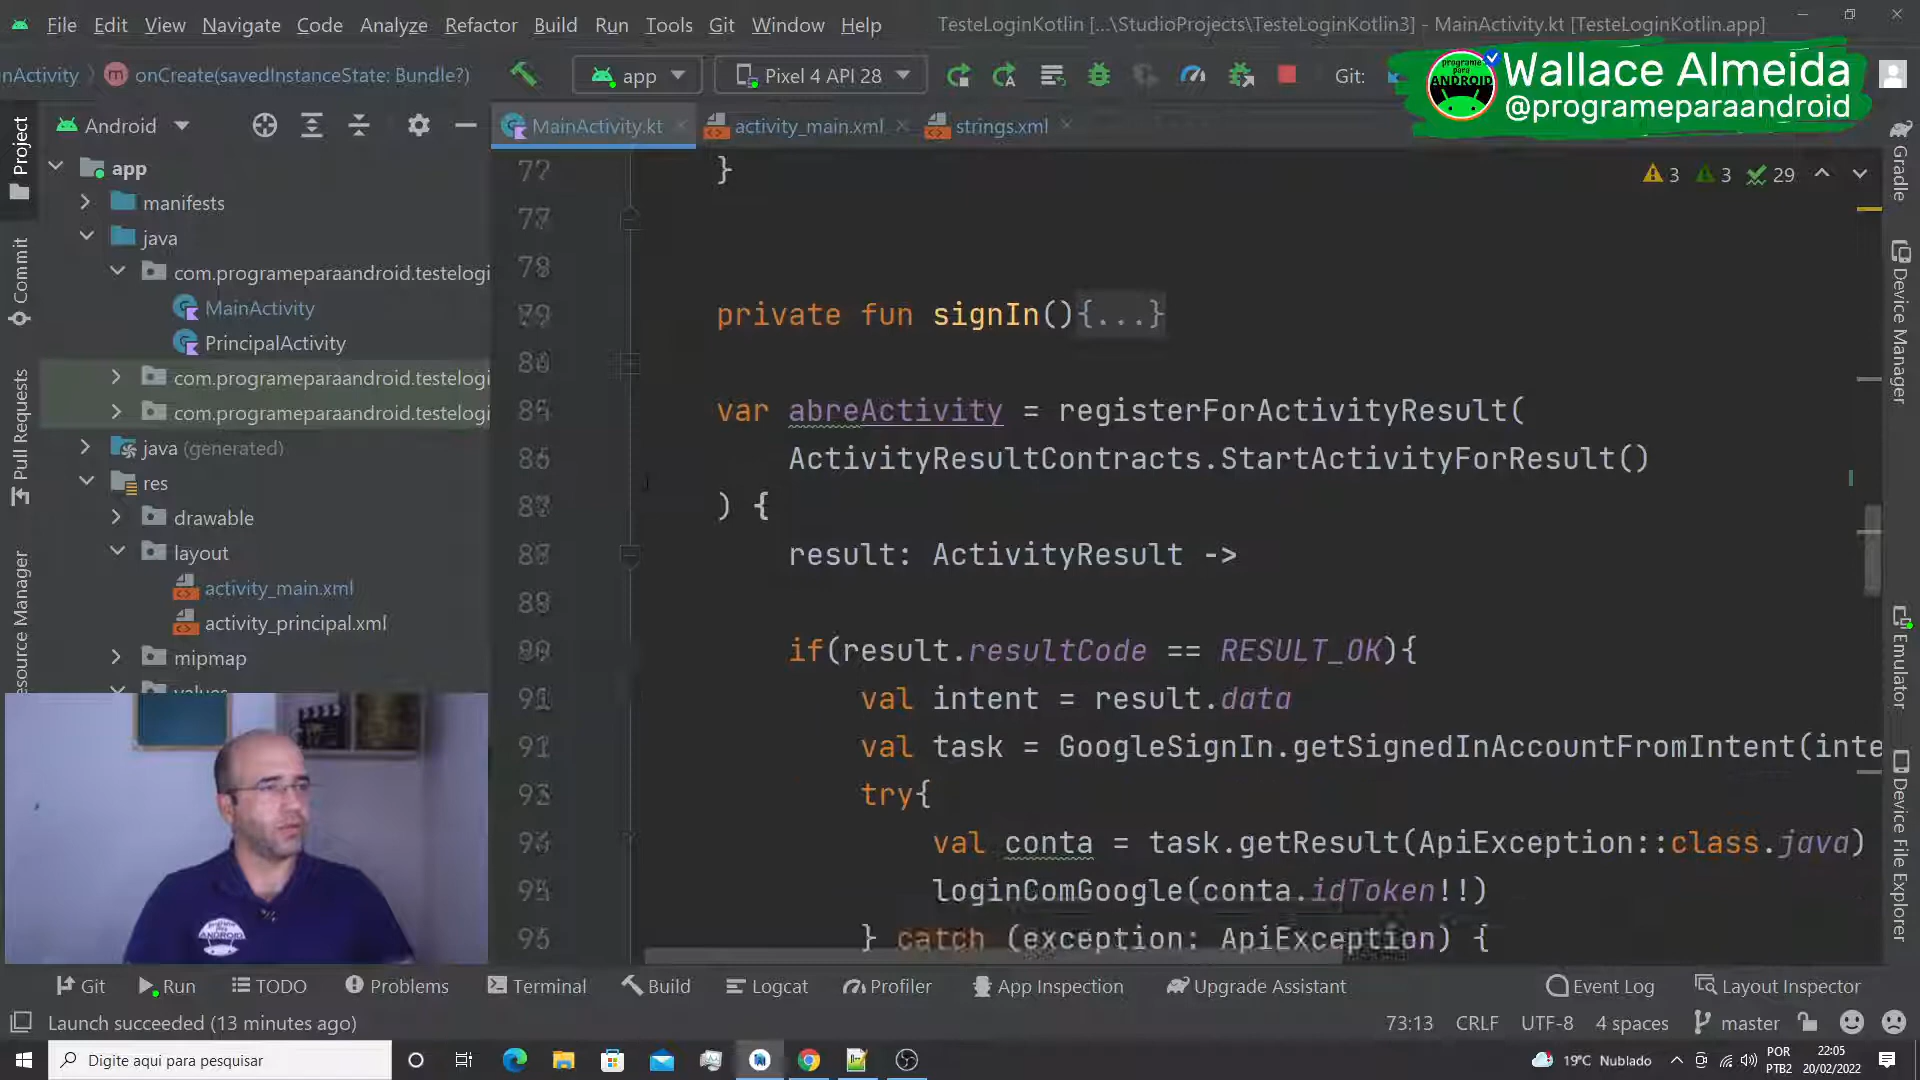 File Edit View Navigate Code Analyze Refactor Build Run Tools Git Window Help TesteLoginKotlin [...\StudioProjects\TesteLoginKotlin3] - MainActivity.kt [TesteLoginKotlin.app]
nActivity onCreate(savedInstanceState: Bundle?) app Pixel 4 API 28 Git:
programe para ANDROID
Wallace Almeida
@programeparaandroid
Android
MainActivity.kt activity_main.xml strings.xml
Project
Commit
Pull Requests
esource Manager
app
manifests
java
com.programeparaandroid.testelogi
MainActivity
PrincipalActivity
com.programeparaandroid.testelogi
com.programeparaandroid.testelogi
java (generated)
res
drawable
layout
activity_main.xml
activity_principal.xml
mipmap
values
3 3 29
}
private fun signIn(){...}
var abreActivity = registerForActivityResult(
ActivityResultContracts.StartActivityForResult()
) {
result: ActivityResult ->
if(result.resultCode == RESULT_OK){
val intent = result.data
val task = GoogleSignIn.getSignedInAccountFromIntent(inte
try{
val conta = task.getResult(ApiException::class.java)
loginComGoogle(conta.idToken!!)
} catch (exception: ApiException) {
Gradle
Device Manager
Emulator
Device File Explorer
Git Run TODO Problems Terminal Build Logcat Profiler App Inspection Upgrade Assistant Event Log Layout Inspector
Launch succeeded (13 minutes ago) 73:13 CRLF UTF-8 4 spaces master
Digite aqui para pesquisar 19°C Nublado POR PTB2 22:05 20/02/2022